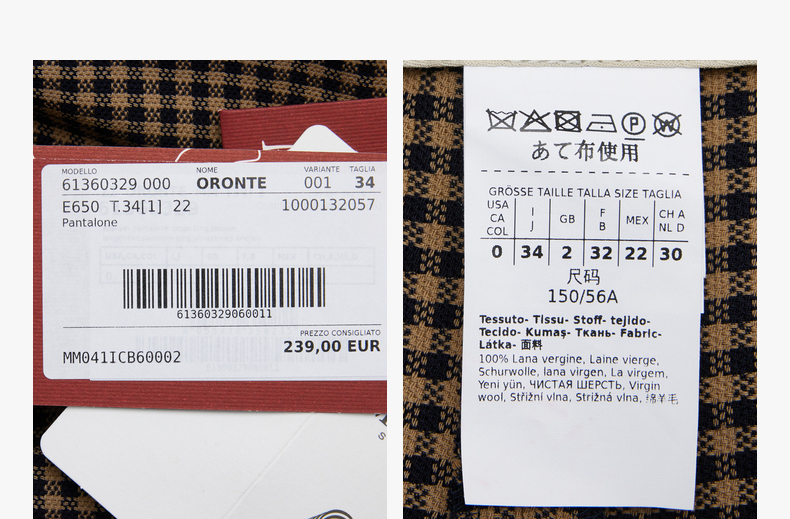 MODELLO NOME VARIANTE TAGLIA
61360329 000 ORONTE 001 34
E650 T.34[1] 22 1000132057
Pantalone
61360329060011
PREZZO CONSIGLIATO
239,00 EUR
MM041ICB60002
P W
あて布使用
GRÖSSE TAILLE TALLA SIZE TAGLIA
USA CA COL I J GB F B MEX CH A NL D
0 34 2 32 22 30
尺码
150/56A
Tessuto- Tissu- Stoff- tejido-
Tecido- Kumaş- Ткань- Fabric-
Látka- 面料
100% Lana vergine, Laine vierge,
Schurwolle, lana virgen, La virgem,
Yeni yün, ЧИСТАЯ ШЕРСТЬ, Virgin
wool, Střižní vlna, Strižná vlna, 绵羊毛